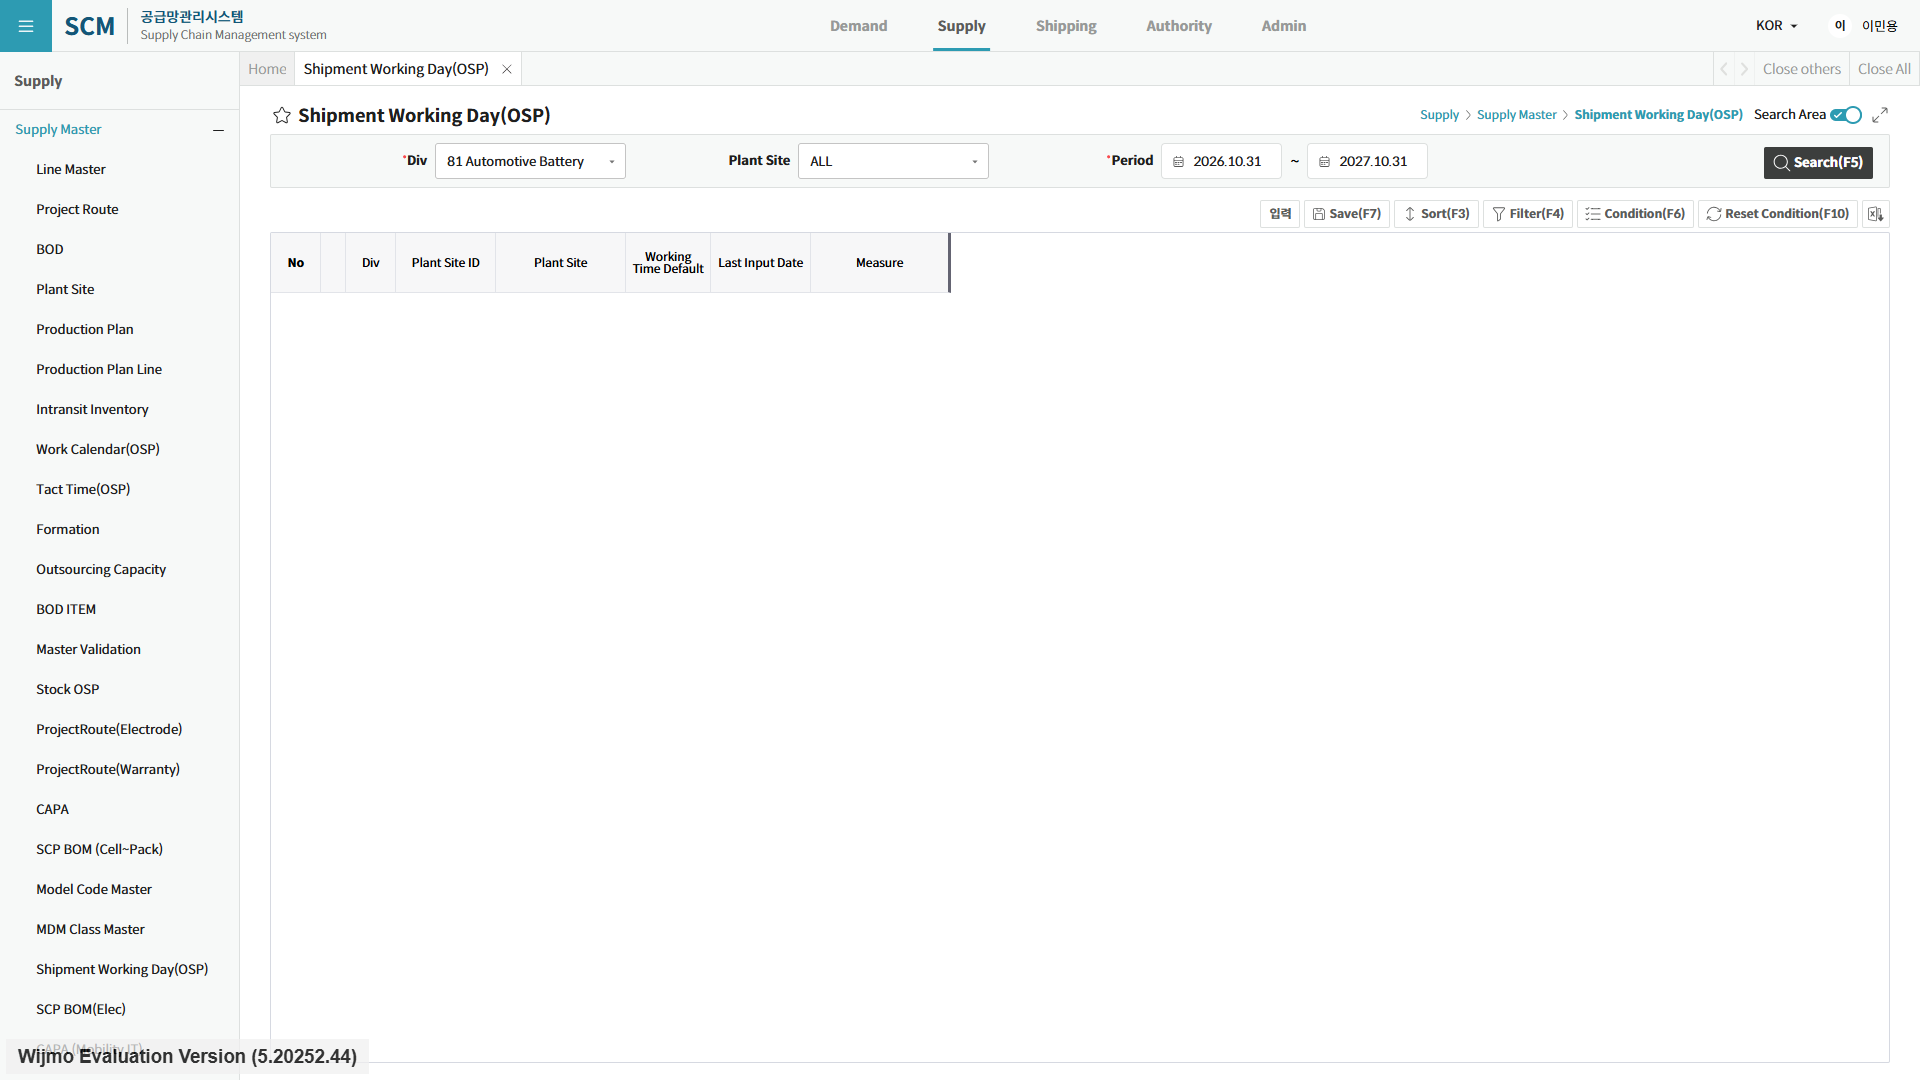 SCM
공급망관리시스템
Supply Chain Management system
Demand
Supply
Shipping
Authority
Admin
KOR
이
이민용
Supply
Home
Shipment Working Day(OSP)
Close others
Close All
Supply Master
Line Master
Project Route
BOD
Plant Site
Production Plan
Production Plan Line
Intransit Inventory
Work Calendar(OSP)
Tact Time(OSP)
Formation
Outsourcing Capacity
BOD ITEM
Master Validation
Stock OSP
ProjectRoute(Electrode)
ProjectRoute(Warranty)
CAPA
SCP BOM (Cell~Pack)
Model Code Master
MDM Class Master
Shipment Working Day(OSP)
SCP BOM(Elec)
CAPA (Mobility IT)
Wijmo Evaluation Version (5.20252.44)
Shipment Working Day(OSP)
Supply > Supply Master > Shipment Working Day(OSP)
Search Area
*Div
81 Automotive Battery
Plant Site
ALL
*Period
2026.10.31
~
2027.10.31
Search(F5)
입력
Save(F7)
Sort(F3)
Filter(F4)
Condition(F6)
Reset Condition(F10)
No
Div
Plant Site ID
Plant Site
Working
Time Default
Last Input Date
Measure